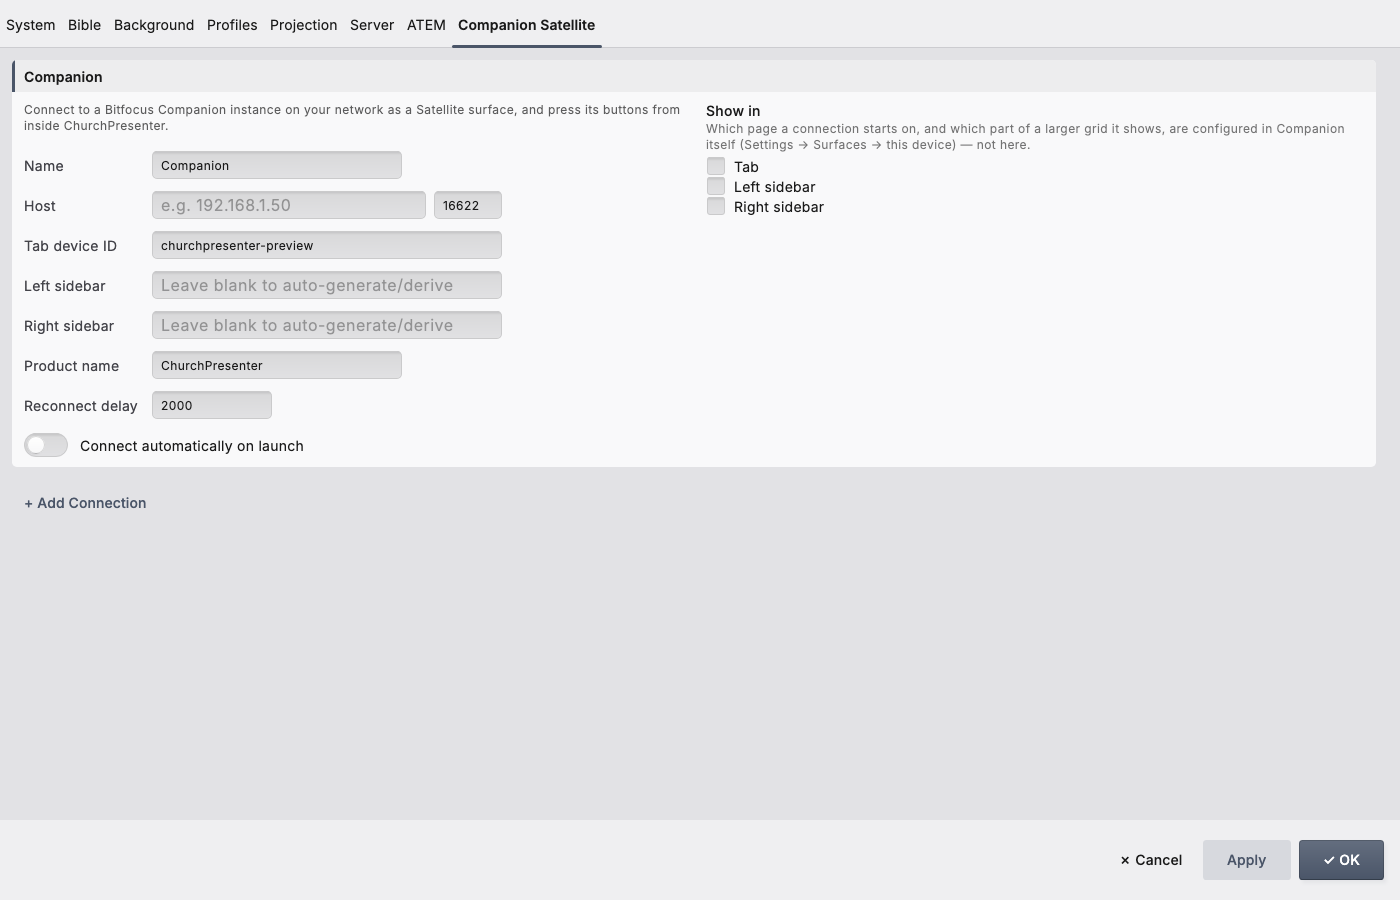 System Bible Background Profiles Projection Server ATEM Companion Satellite
Companion
Connect to a Bitfocus Companion instance on your network as a Satellite surface, and press its buttons from
inside ChurchPresenter.
Name Companion
Host e.g. 192.168.1.50 16622
Tab device ID churchpresenter-preview
Left sidebar Leave blank to auto-generate/derive
Right sidebar Leave blank to auto-generate/derive
Product name ChurchPresenter
Reconnect delay 2000
Connect automatically on launch
Show in
Which page a connection starts on, and which part of a larger grid it shows, are configured in Companion
itself (Settings → Surfaces → this device) — not here.
Tab
Left sidebar
Right sidebar
+ Add Connection
× Cancel Apply ✓ OK